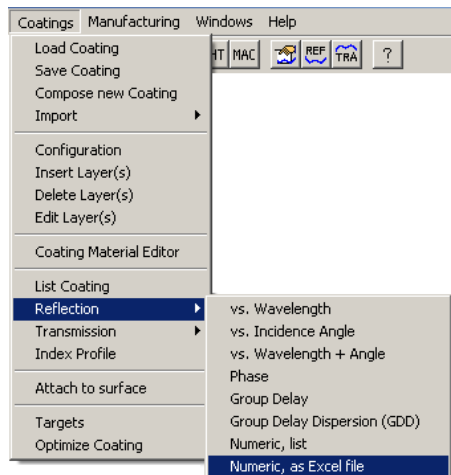 Coatings Manufacturing Windows Help
Load Coating
HT MAC REF TRA ?
Save Coating
Compose new Coating
Import
Configuration
Insert Layer(s)
Delete Layer(s)
Edit Layer(s)
Coating Material Editor
List Coating
Reflection
Transmission
Index Profile
Attach to surface
Targets
Optimize Coating
vs. Wavelength
vs. Incidence Angle
vs. Wavelength + Angle
Phase
Group Delay
Group Delay Dispersion (GDD)
Numeric, list
Numeric, as Excel file